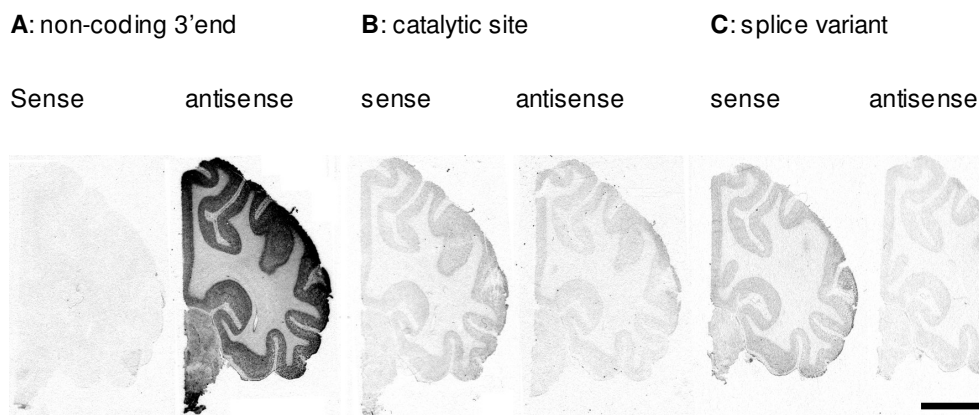 A: non-coding 3'end B: catalytic site C: splice variant
Sense antisense sense antisense sense antisense